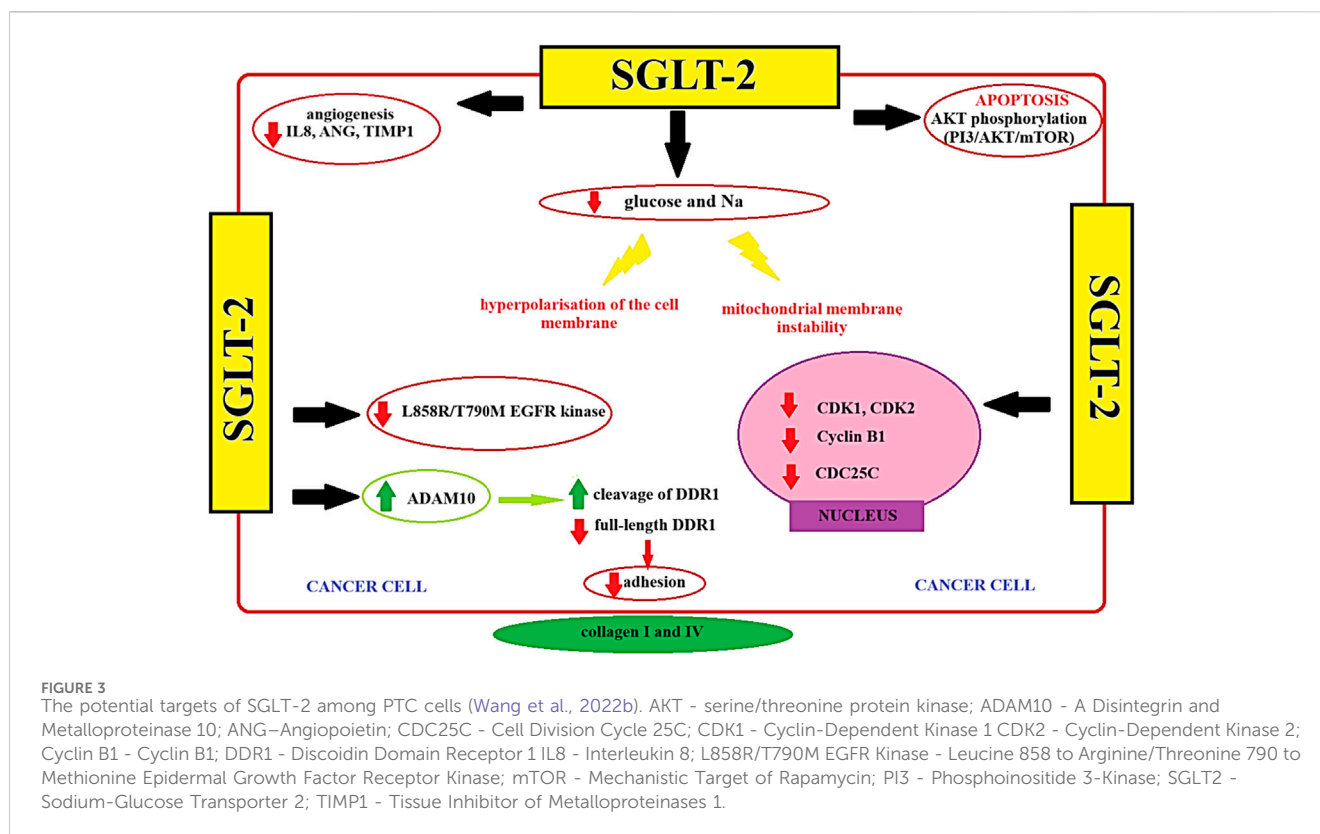 SGLT-2
angiogenesis
IL8, ANG, TIMP1
APOPTOSIS
AKT phosphorylation
(PI3/AKT/mTOR)
glucose and Na
hyperpolarisation of the cell
membrane
mitochondrial membrane
instability
SGLT-2
SGLT-2
L858R/T790M EGFR kinase
CDK1, CDK2
Cyclin B1
CDC25C
NUCLEUS
ADAM10
cleavage of DDR1
full-length DDR1
adhesion
CANCER CELL
CANCER CELL
collagen I and IV
FIGURE 3
The potential targets of SGLT-2 among PTC cells (Wang et al., 2022b). AKT - serine/threonine protein kinase; ADAM10 - A Disintegrin and
Metalloproteinase 10; ANG–Angiopoietin; CDC25C - Cell Division Cycle 25C; CDK1 - Cyclin-Dependent Kinase 1 CDK2 - Cyclin-Dependent Kinase 2;
Cyclin B1 - Cyclin B1; DDR1 - Discoidin Domain Receptor 1 IL8 - Interleukin 8; L858R/T790M EGFR Kinase - Leucine 858 to Arginine/Threonine 790 to
Methionine Epidermal Growth Factor Receptor Kinase; mTOR - Mechanistic Target of Rapamycin; PI3 - Phosphoinositide 3-Kinase; SGLT2 -
Sodium-Glucose Transporter 2; TIMP1 - Tissue Inhibitor of Metalloproteinases 1.